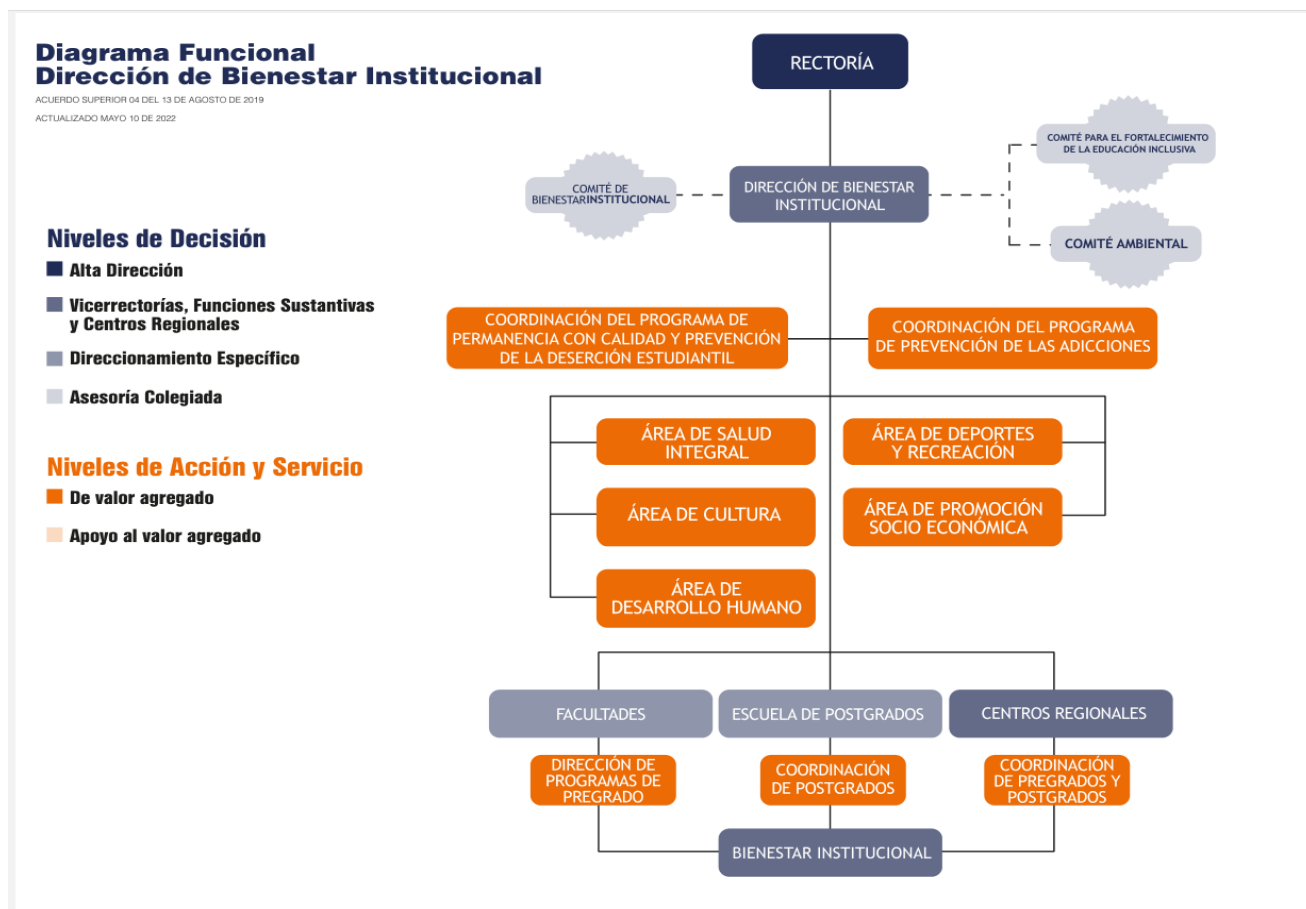 Diagrama Funcional
Dirección de Bienestar Institucional
ACUERDO SUPERIOR 04 DEL 13 DE AGOSTO DE 2019
ACTUALIZADO MAYO 10 DE 2022
RECTORÍA
COMITÉ PARA EL FORTALECIMIENTO
DE LA EDUCACIÓN INCLUSIVA
COMITÉ DE
BIENESTARINSTITUCIONAL
DIRECCIÓN DE BIENESTAR
INSTITUCIONAL
COMITÉ AMBIENTAL
Niveles de Decisión
Alta Dirección
Vicerrectorías, Funciones Sustantivas
y Centros Regionales
Direccionamiento Específico
Asesoría Colegiada
Niveles de Acción y Servicio
De valor agregado
Apoyo al valor agregado
COORDINACIÓN DEL PROGRAMA DE
PERMANENCIA CON CALIDAD Y PREVENCIÓN
DE LA DESERCIÓN ESTUDIANTIL
COORDINACIÓN DEL PROGRAMA
DE PREVENCIÓN DE LAS ADICCIONES
ÁREA DE SALUD
INTEGRAL
ÁREA DE DEPORTES
Y RECREACIÓN
ÁREA DE CULTURA
ÁREA DE PROMOCIÓN
SOCIO ECONÓMICA
ÁREA DE
DESARROLLO HUMANO
FACULTADES
ESCUELA DE POSTGRADOS
CENTROS REGIONALES
DIRECCIÓN DE
PROGRAMAS DE
PREGRADO
COORDINACIÓN
DE POSTGRADOS
COORDINACIÓN
DE PREGRADOS Y
POSTGRADOS
BIENESTAR INSTITUCIONAL